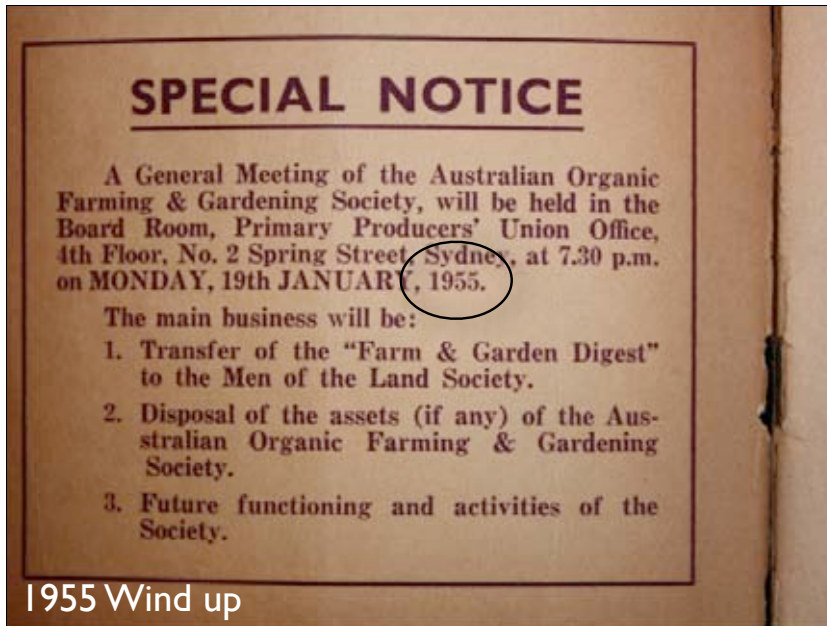 SPECIAL NOTICE
A General Meeting of the Australian Organic
Farming & Gardening Society, will be held in the
Board Room, Primary Producers' Union Office,
4th Floor, No. 2 Spring Street, Sydney, at 7.30 p.m.
on MONDAY, 19th JANUARY, 1955.
The main business will be:
1. Transfer of the "Farm & Garden Digest"
to the Men of the Land Society.
2. Disposal of the assets (if any) of the Aus-
stralian Organic Farming & Gardening
Society.
3. Future functioning and activities of the
Society.
1955 Wind up